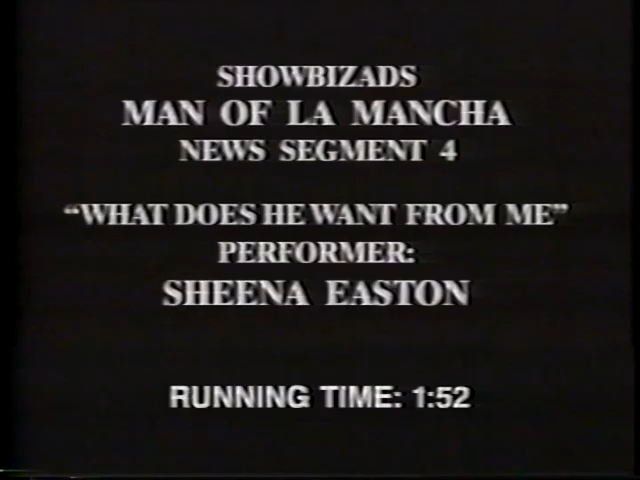 SHOWBIZADS
MAN OF LA MANCHA
NEWS SEGMENT 4
"WHAT DOES HE WANT FROM ME"
PERFORMER:
SHEENA EASTON
RUNNING TIME: 1:52